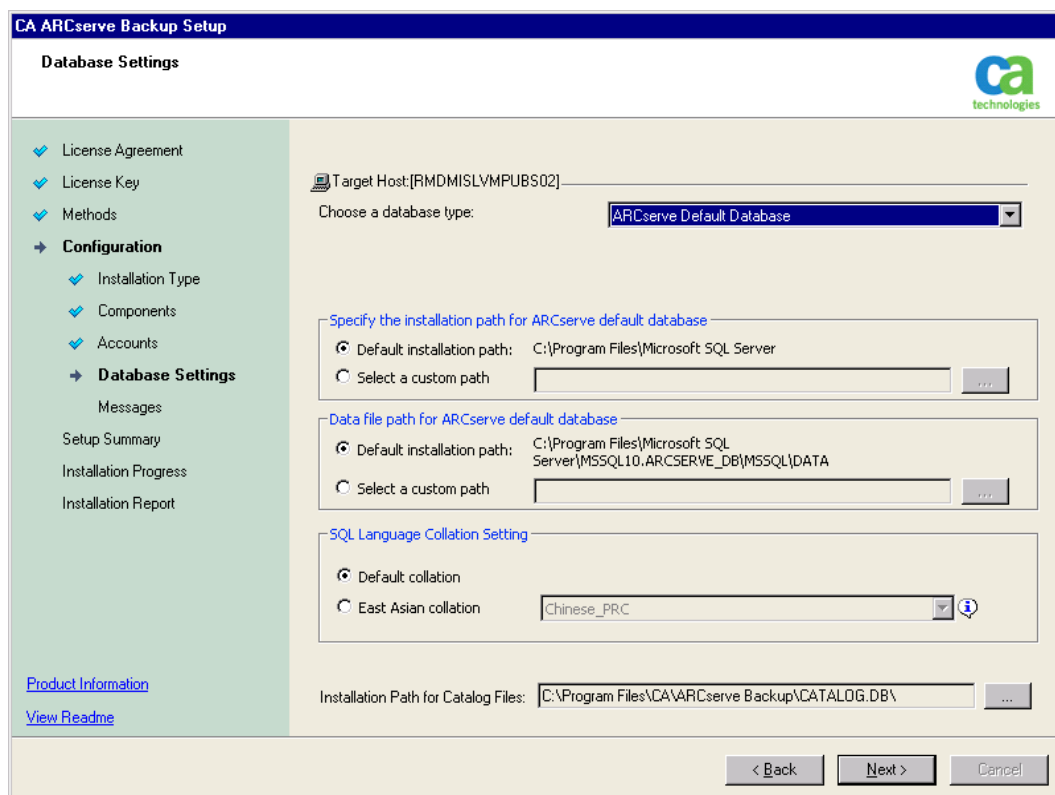 CA ARCserve Backup Setup
Database Settings
ca
technologies
License Agreement
License Key
Methods
Configuration
Installation Type
Components
Accounts
Database Settings
Messages
Setup Summary
Installation Progress
Installation Report
Product Information
View Readme
Target Host:[RMDMISLVMPUBS02]
Choose a database type: ARCserve Default Database
Specify the installation path for ARCserve default database
Default installation path: C:\Program Files\Microsoft SQL Server
Select a custom path ...
Data file path for ARCserve default database
Default installation path: C:\Program Files\Microsoft SQL
Server\MSSQL10.ARCSERVE_DB\MSSQL\DATA
Select a custom path ...
SQL Language Collation Setting
Default collation
East Asian collation Chinese_PRC
Installation Path for Catalog Files: C:\Program Files\CA\ARCserve Backup\CATALOG.DB\ ...
< Back Next > Cancel